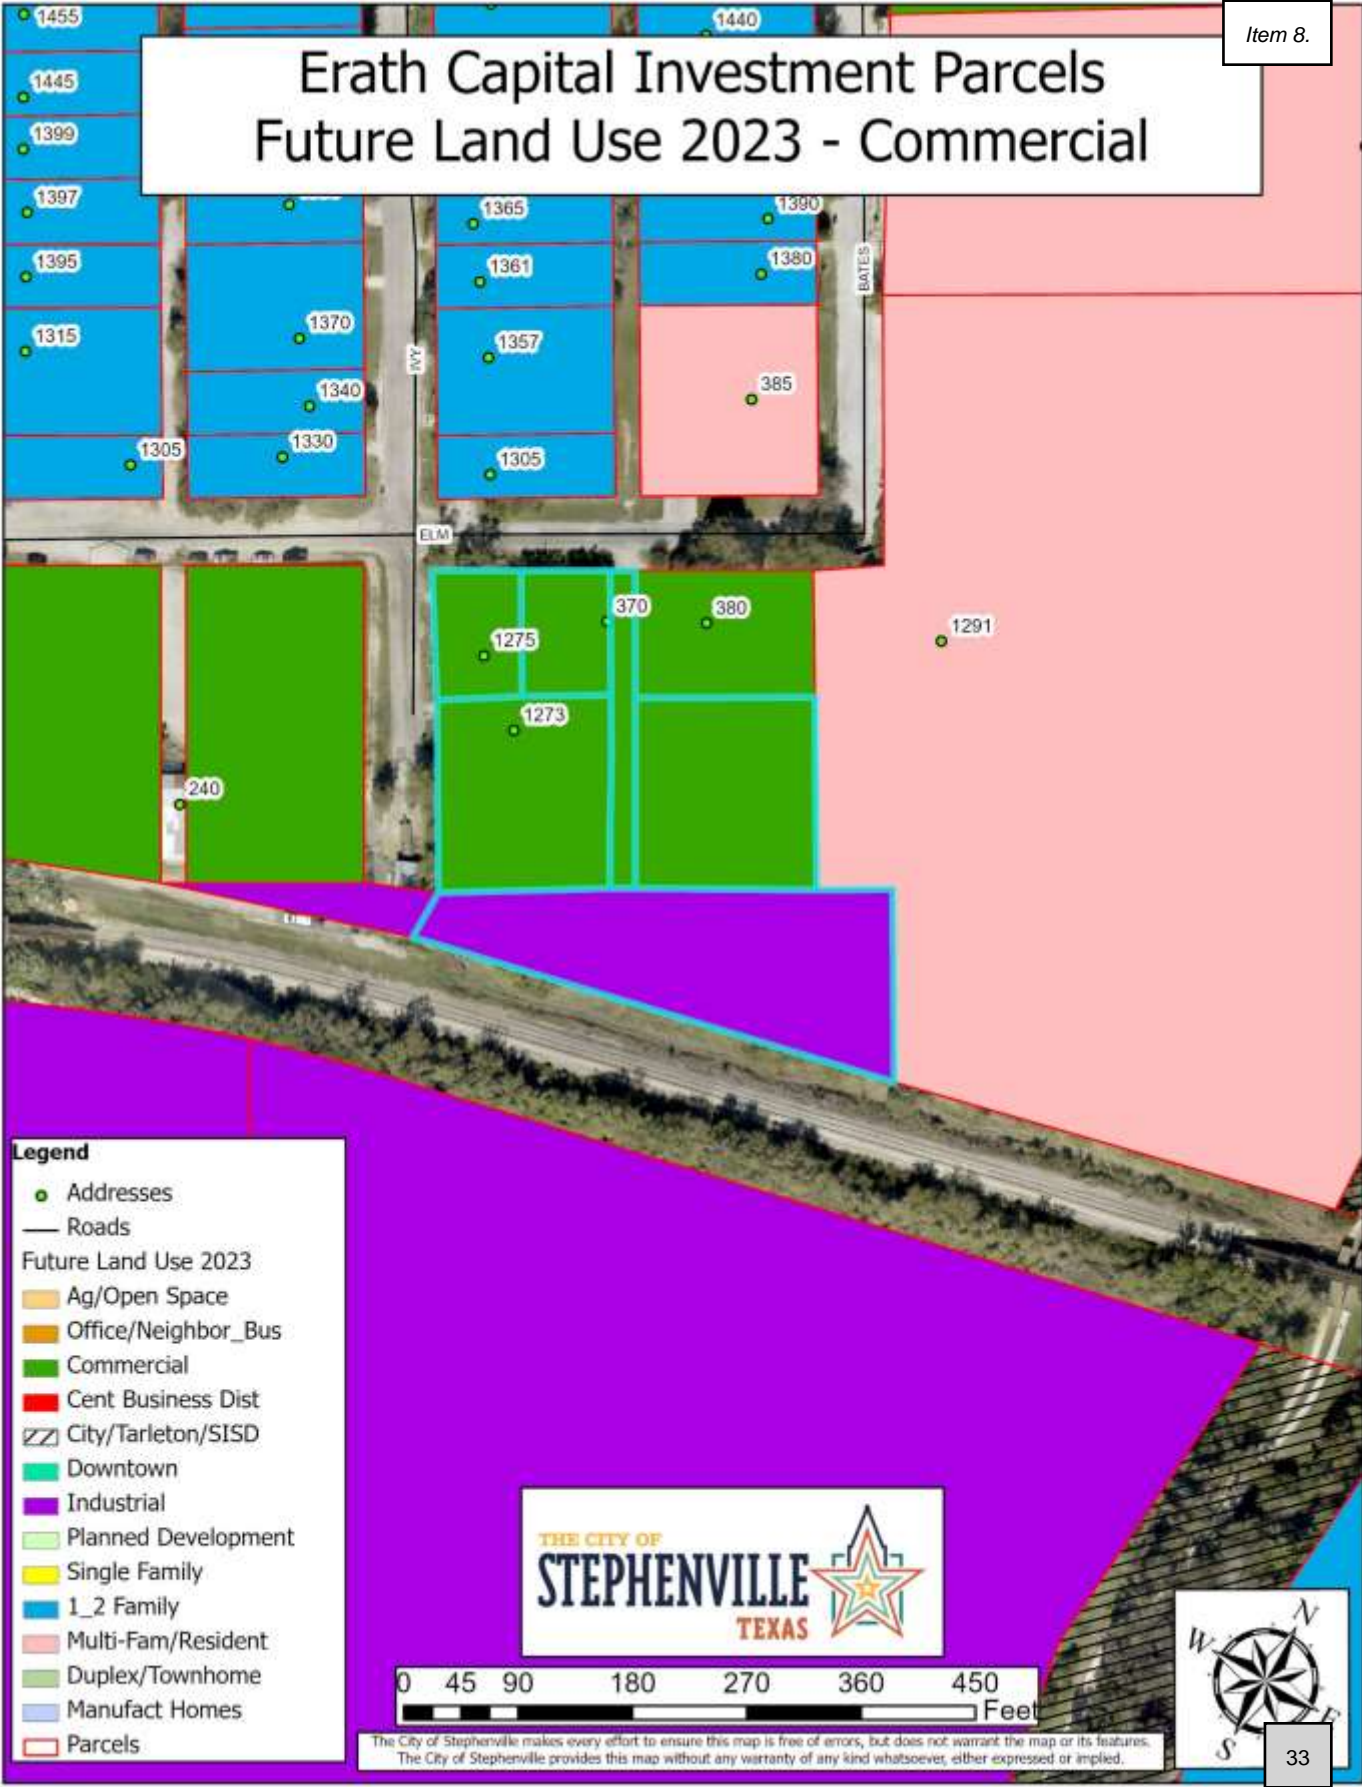 Item 8.
Erath Capital Investment Parcels
Future Land Use 2023 - Commercial
1455
1440
1445
1399
1397
1365
1390
1395
1361
1380
BATES
1315
1370
1357
IVY
1340
385
1305
1330
1305
ELM
370
380
1275
1291
1273
240
Legend
Addresses
Roads
Future Land Use 2023
Ag/Open Space
Office/Neighbor_Bus
Commercial
Cent Business Dist
City/Tarleton/SISD
Downtown
Industrial
Planned Development
Single Family
1_2 Family
Multi-Fam/Resident
Duplex/Townhome
Manufact Homes
Parcels
THE CITY OF
STEPHENVILLE
TEXAS
0 45 90 180 270 360 450
Feet
The City of Stephenville makes every effort to ensure this map is free of errors, but does not warrant the map or its features.
The City of Stephenville provides this map without any warranty of any kind whatsoever, either expressed or implied.
N
W
E
S
33